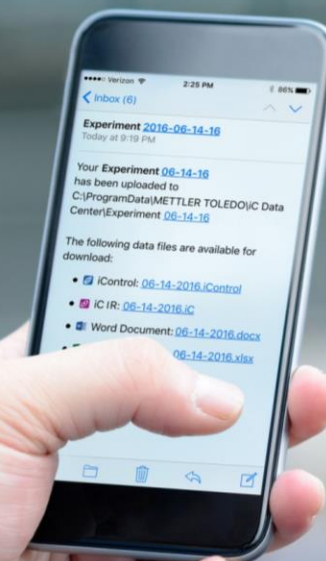 Verizon 2:25 PM 86%
Inbox (6)
Experiment 2016-06-14-16
Today at 9:19 PM
Your Experiment 06-14-16
has been uploaded to
C:\ProgramData\METTLER TOLEDO\iC Data
Center\Experiment 06-14-16
The following data files are available for
download:
• iControl: 06-14-2016.iControl
• iC IR: 06-14-2016.iC
• Word Document: 06-14-2016.docx
• 06-14-2016.xlsx